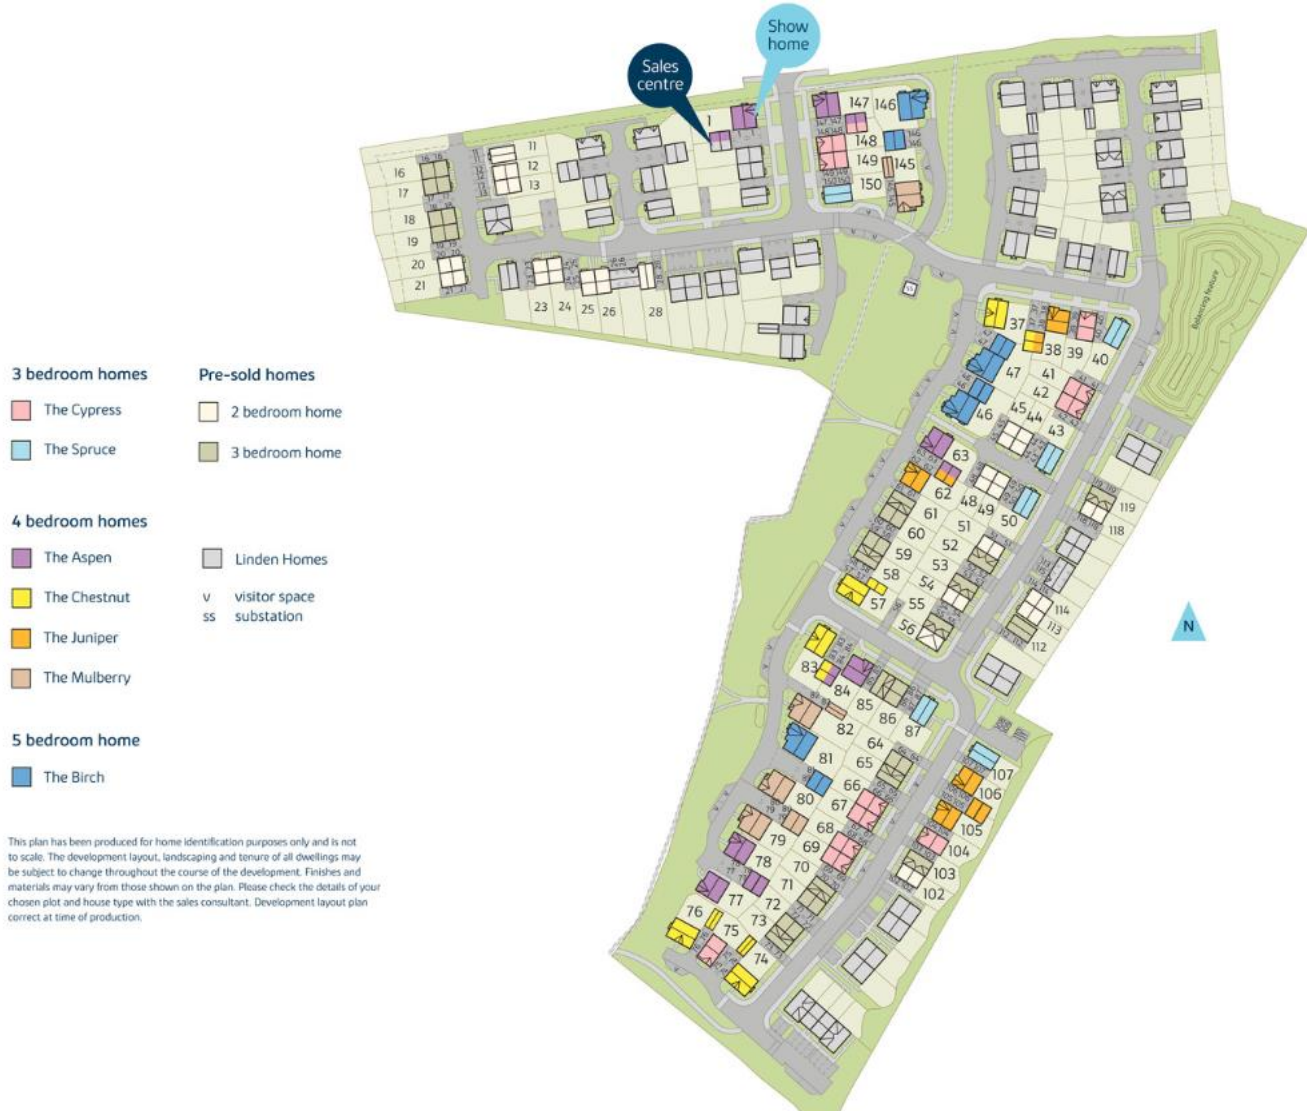 Show
home
Sales
centre
1
147
146
148
149
145
150
11
12
13
16
17
18
19
20
21
23
24
25
26
28
ss
Balancing feature
37
38
39
40
47
41
42
46
45
44
43
63
62
48
49
50
61
51
60
52
59
53
58
54
57
55
56
119
118
114
113
112
N
83
84
85
86
87
82
64
81
65
80
66
67
79
68
69
78
70
77
71
72
76
75
73
74
107
106
105
104
103
102
3 bedroom homes
The Cypress
The Spruce
Pre-sold homes
2 bedroom home
3 bedroom home
4 bedroom homes
The Aspen
The Chestnut
The Juniper
The Mulberry
Linden Homes
v visitor space
ss substation
5 bedroom home
The Birch
This plan has been produced for home identification purposes only and is not
to scale. The development layout, landscaping and tenure of all dwellings may
be subject to change throughout the course of the development. Finishes and
materials may vary from those shown on the plan. Please check the details of your
chosen plot and house type with the sales consultant. Development layout plan
correct at time of production.